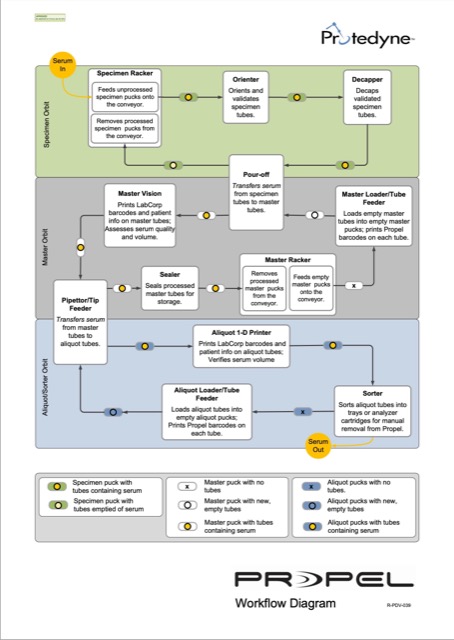 Protedyne
Serum
In
Specimen Orbit
Specimen Racker
Feeds unprocessed
specimen pucks onto
the conveyor.
Removes processed
specimen pucks from
the conveyor.
Orienter
Orients and
validates
specimen
tubes.
Decapper
Decaps
validated
specimen
tubes.
Pour-off
Transfers serum
from specimen
tubes to master
tubes.
Master Orbit
Master Vision
Prints LabCorp
barcodes and patient
info on master tubes;
Assesses serum quality
and volume.
Master Loader/Tube
Feeder
Loads empty master
tubes into empty master
pucks; prints Propel
barcodes on each tube.
Sealer
Seals processed
master tubes for
storage.
Master Racker
Removes
processed
master pucks
from the
conveyor.
Feeds empty
master pucks
onto the
conveyor.
x
Pipettor/Tip
Feeder
Transfers serum
from master
tubes to
aliquot tubes.
Aliquot/Sorter Orbit
Aliquot 1-D Printer
Prints LabCorp barcodes and
patient info on aliquot tubes;
Verifies serum volume
Aliquot Loader/Tube
Feeder
Loads aliquot tubes into
empty aliquot pucks;
Prints Propel barcodes on
each tube.
x
Sorter
Sorts aliquot tubes into
trays or analyzer
cartridges for manual
removal from Propel.
Serum
Out
Specimen puck with
tubes containing serum
Specimen puck with
tubes emptied of serum
x
Master puck with no
tubes
Master puck with new,
empty tubes
Master puck with tubes
containing serum
x
Aliquot pucks with no
tubes.
Aliquot pucks with new,
empty tubes
Aliquot pucks with tubes
containing serum
PROPEL
Workflow Diagram
R-PDV-039